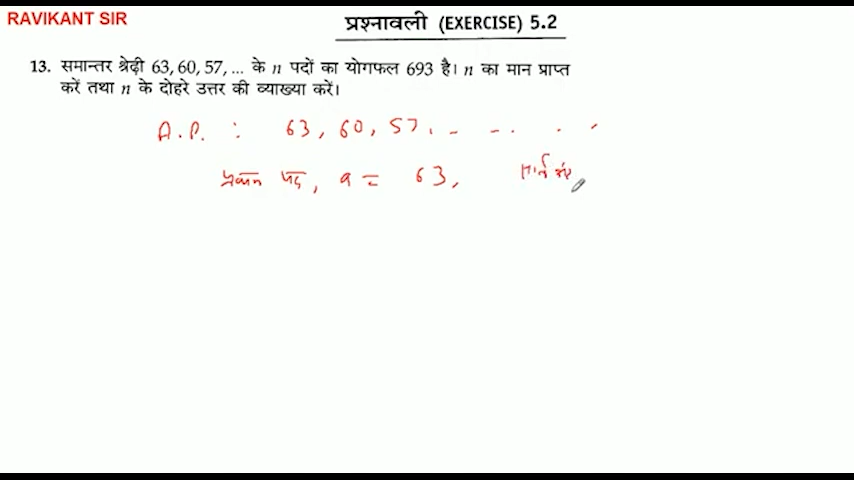 RAVIKANT SIR
प्रश्नावली (EXERCISE) 5.2
13. समान्तर श्रेढ़ी 63, 60, 57, ... के n पदों का योगफल 693 है। n का मान प्राप्त
करें तथा n के दोहरे उत्तर की व्याख्या करें।
A.P. : 63, 60, 57, - - . . .
प्रथम पद, a = 63,